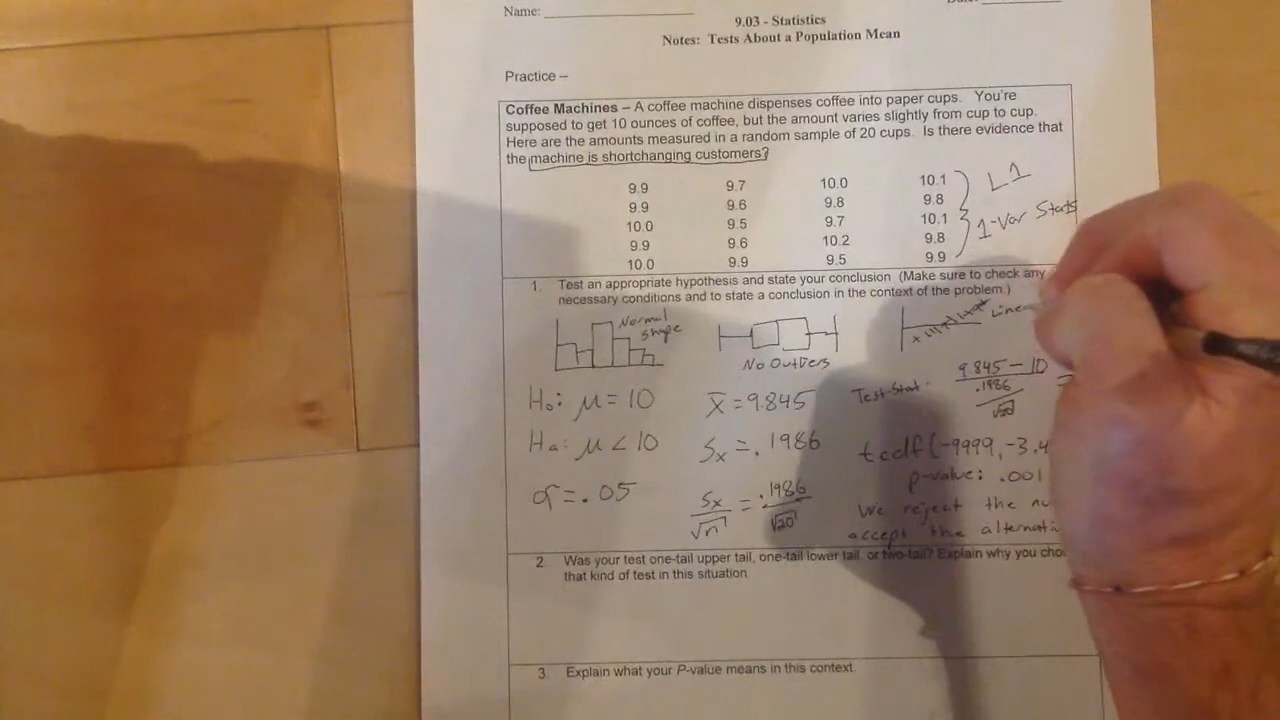 Name:
9.03 - Statistics
Notes: Tests About a Population Mean
Practice –
Coffee Machines – A coffee machine dispenses coffee into paper cups. You're
supposed to get 10 ounces of coffee, but the amount varies slightly from cup to cup.
Here are the amounts measured in a random sample of 20 cups. Is there evidence that
the machine is shortchanging customers?
9.9 9.7 10.0 10.1
9.9 9.6 9.8 9.8
10.0 9.5 9.7 10.1
9.9 9.6 10.2 9.8
10.0 9.9 9.5 9.9
L1
1-Var Stats
1. Test an appropriate hypothesis and state your conclusion (Make sure to check any
necessary conditions and to state a conclusion in the context of the problem.)
Normal
shape
No Outliers
Line
H₀: μ = 10
Hₐ: μ < 10
σ = .05
x̄ = 9.845
Sx = .1986
Sx/√n = .1986/√20
Test-Stat: 9.845 – 10 / .1986/√20 =
tcdf(-9999, -3.4
p-value: .001
We reject the nu
accept the alternati
2. Was your test one-tail upper tail, one-tail lower tail, or two-tail? Explain why you cho
that kind of test in this situation.
3. Explain what your P-value means in this context.